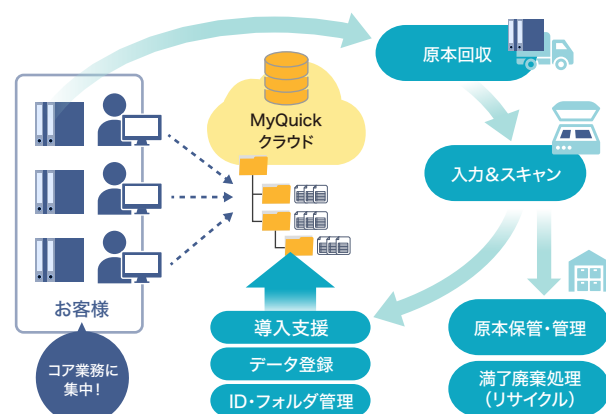 原本回収
MyQuick
クラウド
入力&スキャン
お客様
コア業務に
集中!
導入支援
データ登録
ID・フォルダ管理
原本保管・管理
満了廃棄処理
(リサイクル)